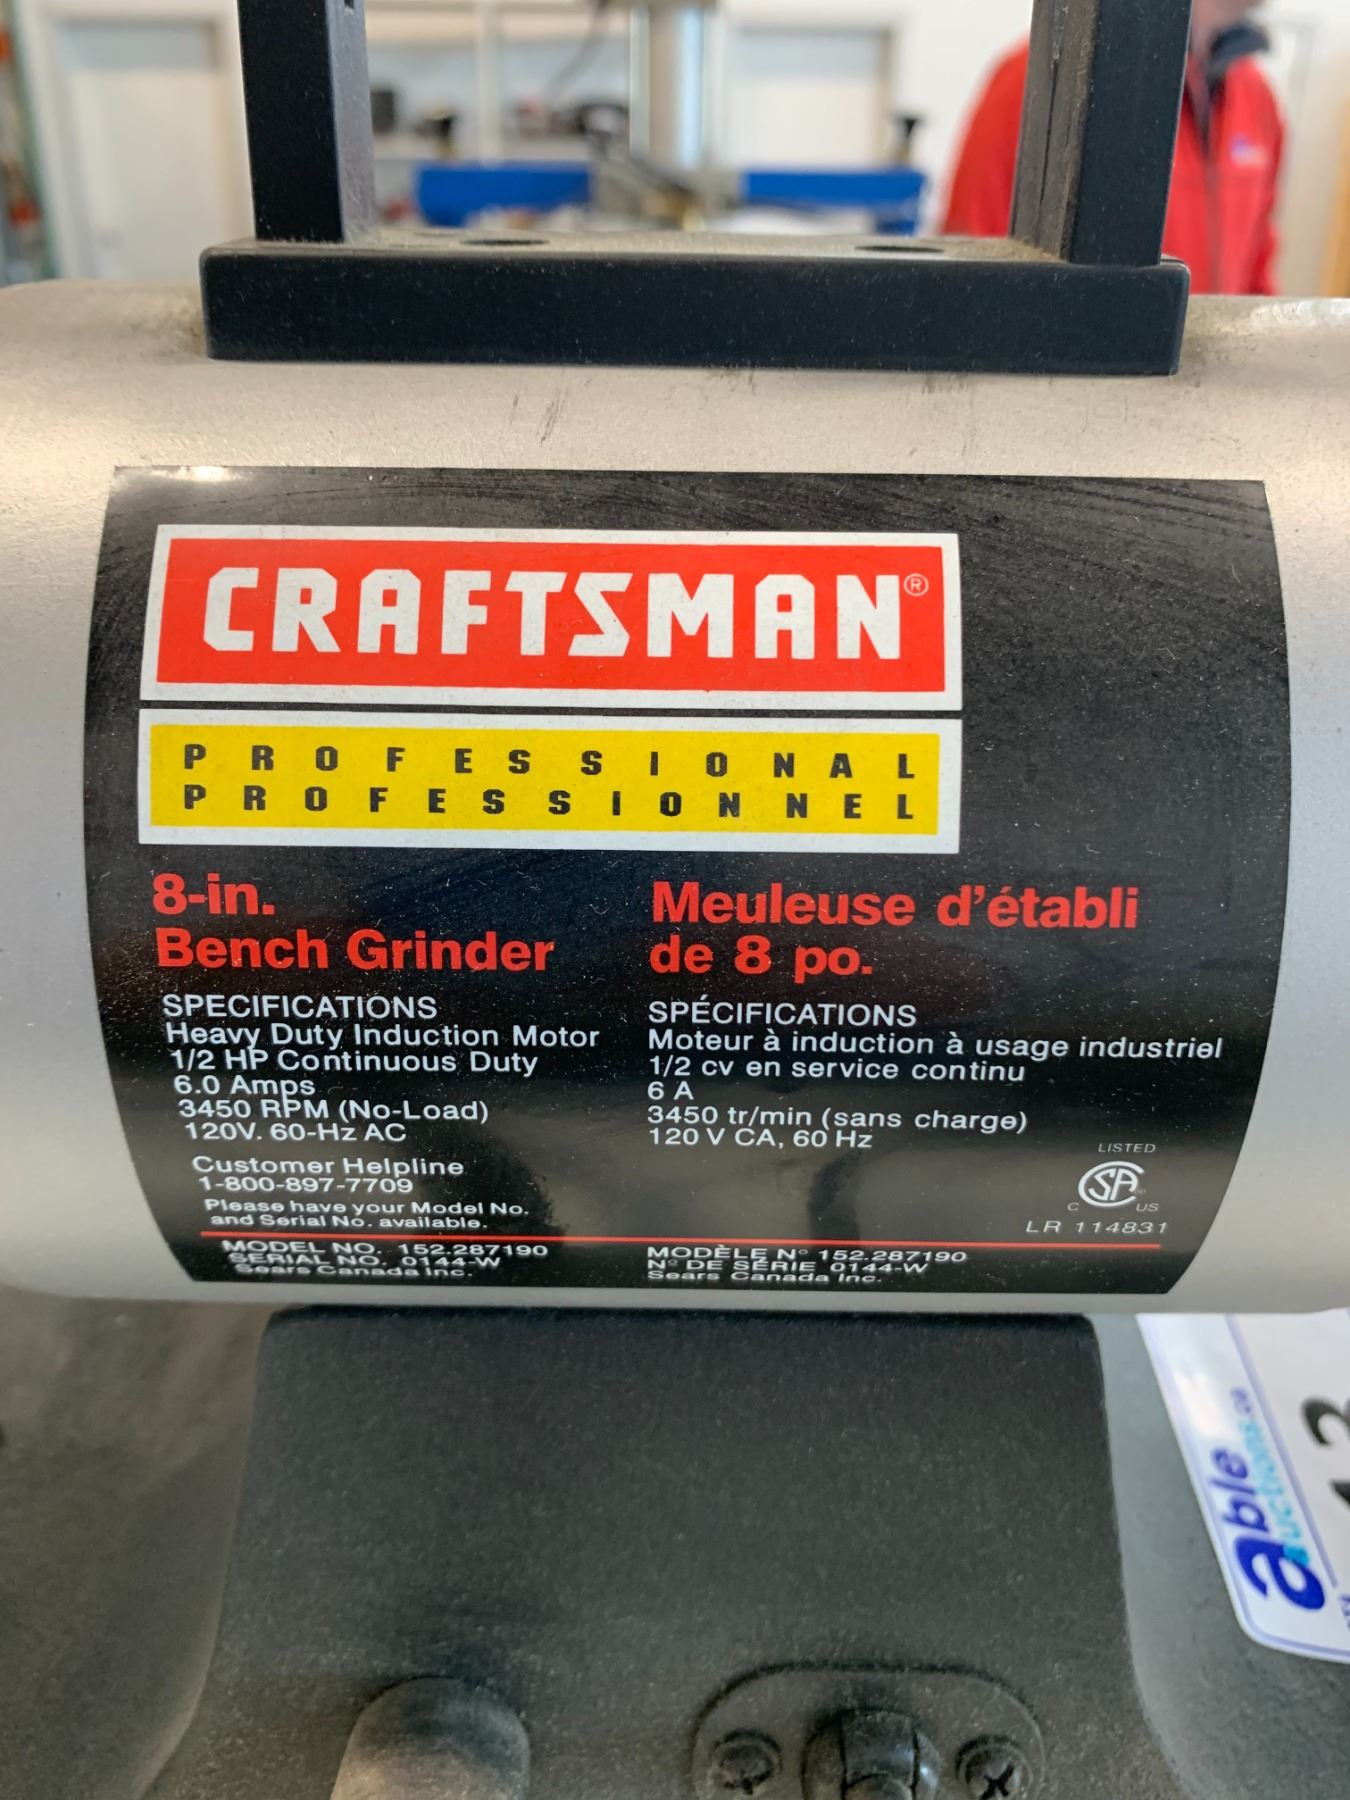 CRAFTSMAN®
PROFESSIONAL
PROFESSIONNEL
8-in.
Bench Grinder
SPECIFICATIONS
Heavy Duty Induction Motor
1/2 HP Continuous Duty
6.0 Amps
3450 RPM (No-Load)
120V. 60-Hz AC
Customer Helpline
1-800-897-7709
Please have your Model No.
and Serial No. available.
MODEL NO. 152.287190
SERIAL NO. 0144-W
Sears Canada Inc.
Meuleuse d'établi
de 8 po.
SPÉCIFICATIONS
Moteur à induction à usage industriel
1/2 cv en service continu
6 A
3450 tr/min (sans charge)
120 V CA, 60 Hz
LISTED
C SA US
LR 114831
MODÈLE N° 152.287190
N° DE SÉRIE 0144-W
Sears Canada Inc.
able
auctions.ca